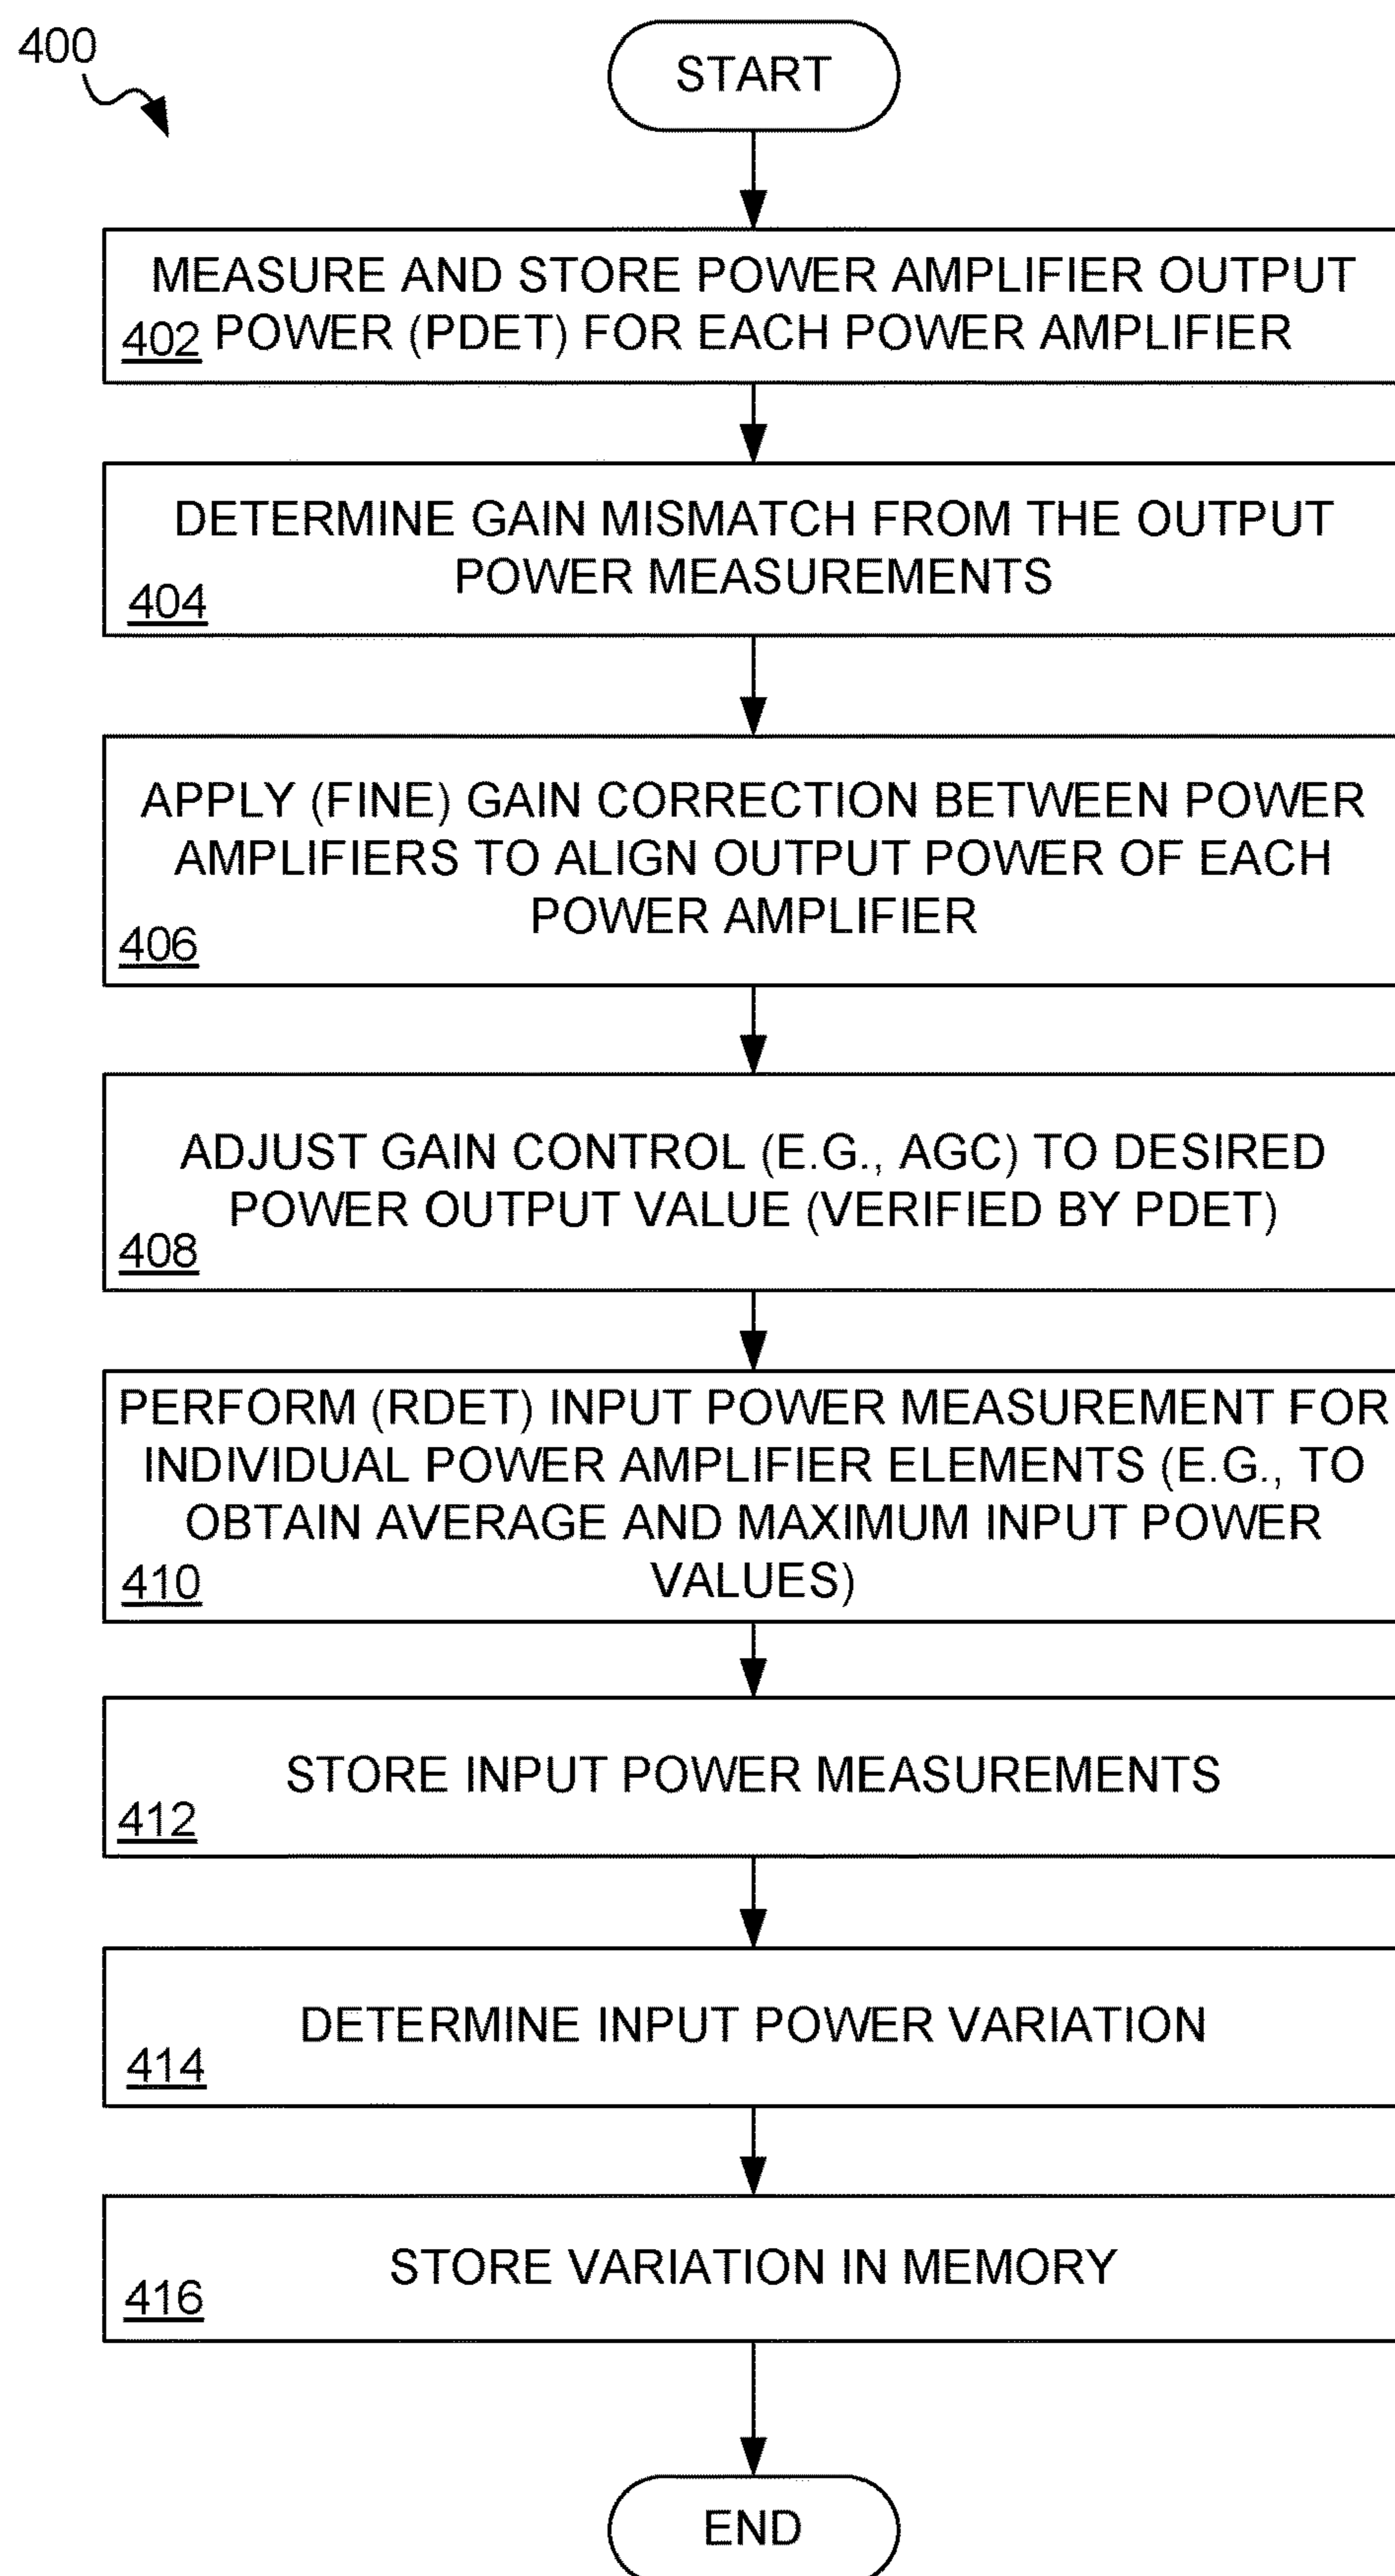 400
START
MEASURE AND STORE POWER AMPLIFIER OUTPUT
402 POWER (PDET) FOR EACH POWER AMPLIFIER
DETERMINE GAIN MISMATCH FROM THE OUTPUT
POWER MEASUREMENTS
404
APPLY (FINE) GAIN CORRECTION BETWEEN POWER
AMPLIFIERS TO ALIGN OUTPUT POWER OF EACH
POWER AMPLIFIER
406
ADJUST GAIN CONTROL (E.G., AGC) TO DESIRED
POWER OUTPUT VALUE (VERIFIED BY PDET)
408
PERFORM (RDET) INPUT POWER MEASUREMENT FOR
INDIVIDUAL POWER AMPLIFIER ELEMENTS (E.G., TO
OBTAIN AVERAGE AND MAXIMUM INPUT POWER
410 VALUES)
STORE INPUT POWER MEASUREMENTS
412
DETERMINE INPUT POWER VARIATION
414
STORE VARIATION IN MEMORY
416
END